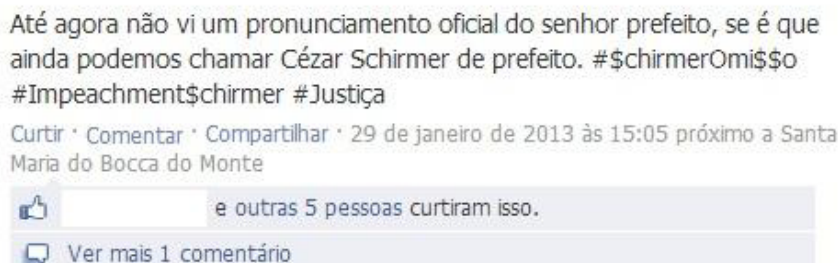 Até agora não vi um pronunciamento oficial do senhor prefeito, se é que
ainda podemos chamar Cézar Schirmer de prefeito. #$chirmerOmi$$o
#Impeachment$chirmer #Justiça
Curtir · Comentar · Compartilhar · 29 de janeiro de 2013 às 15:05 próximo a Santa
Maria do Bocca do Monte
e outras 5 pessoas curtiram isso.
Ver mais 1 comentário